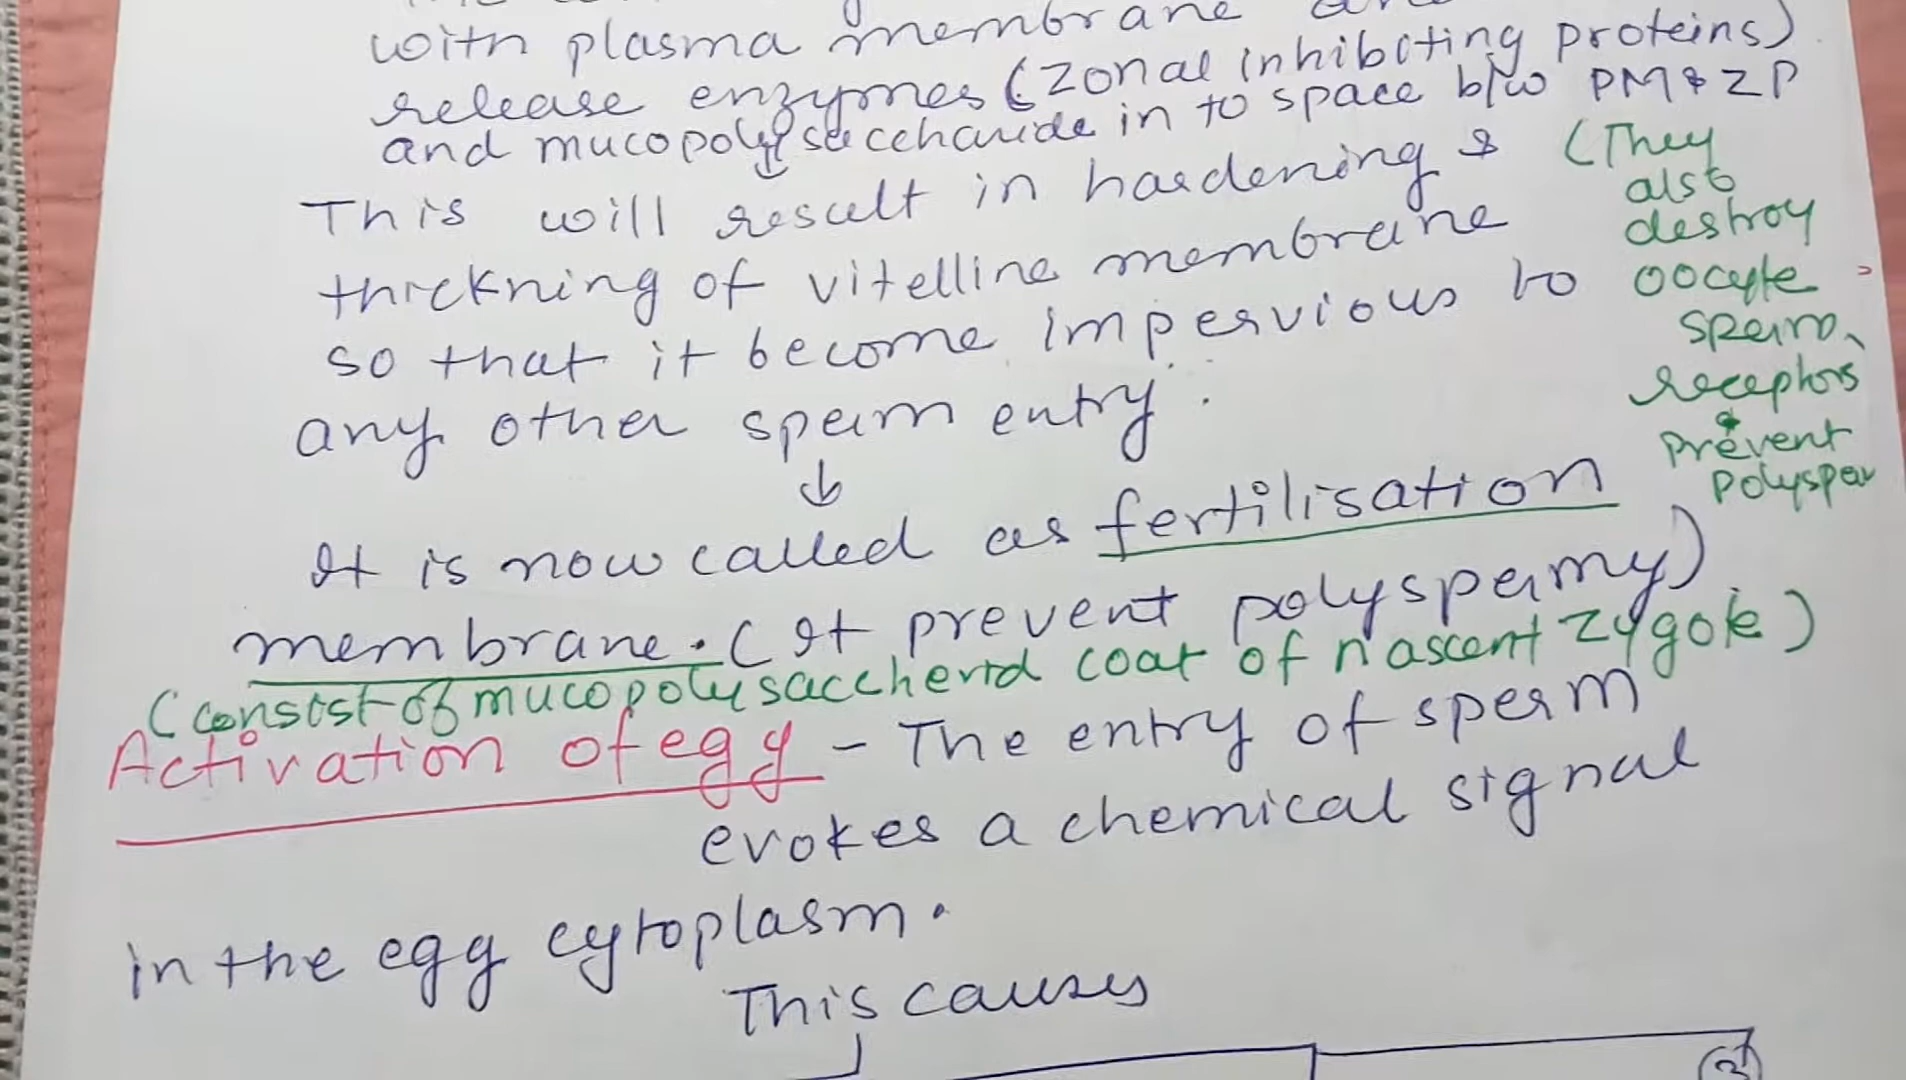 with plasma membrane
release enzymes (zonal inhibiting proteins)
and mucopolysaccharide in to space b/w PM & ZP
This will result in hardening &
thickning of vitelline membrane
so that it become impervious to
any other sperm entry.
(They
also
destroy
oocyte
sperm
receptors
&
prevent
polysper
It is now called as fertilisation
membrane. (It prevent polyspermy)
(consist of mucopolysaccherid coat of nascent zygote)
Activation of egg - The entry of sperm
evokes a chemical signal
in the egg cytoplasm.
This causes